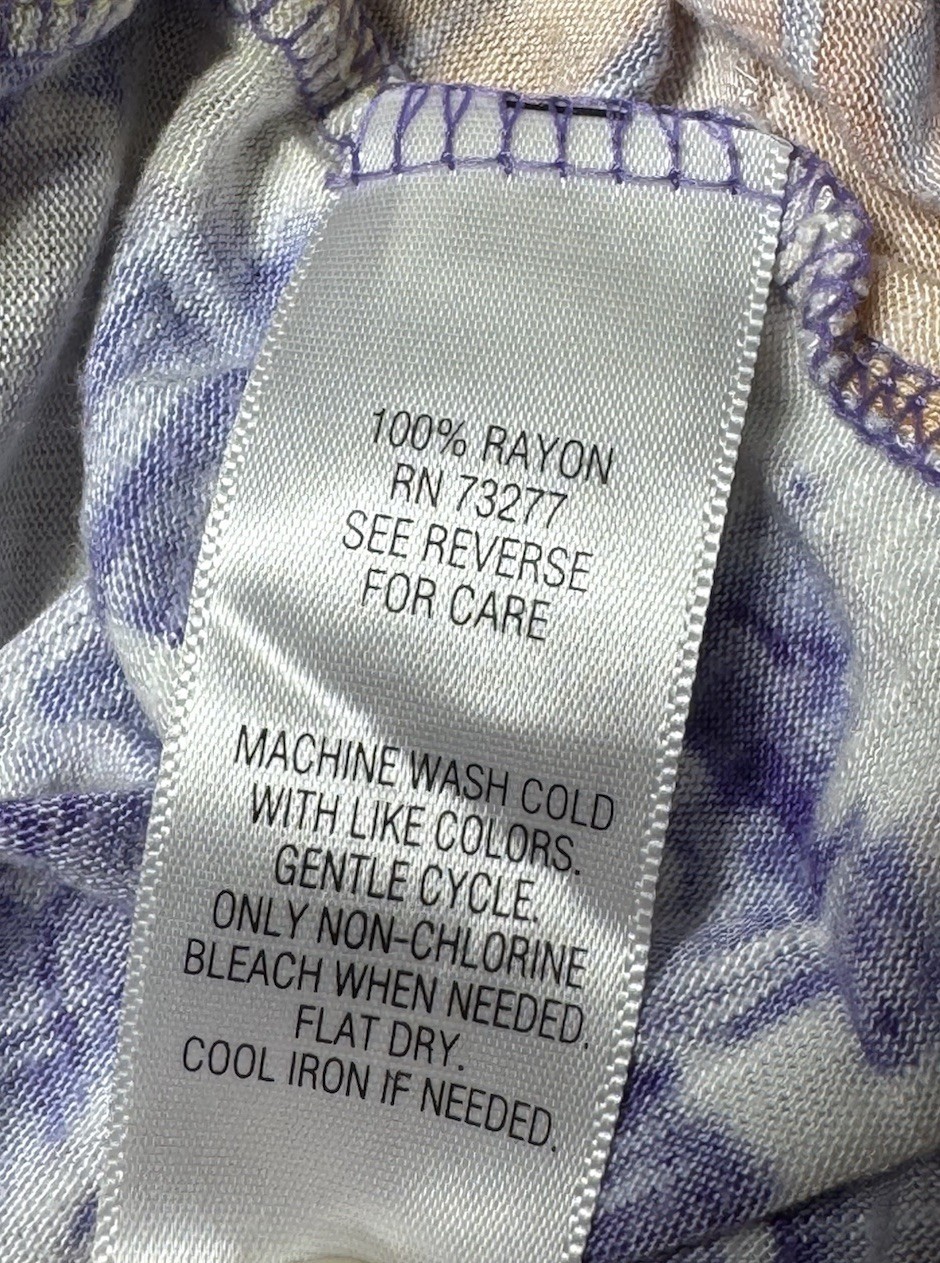 100% RAYON
RN 73277
SEE REVERSE
FOR CARE
MACHINE WASH COLD
WITH LIKE COLORS.
GENTLE CYCLE.
ONLY NON-CHLORINE
BLEACH WHEN NEEDED.
FLAT DRY.
COOL IRON IF NEEDED.